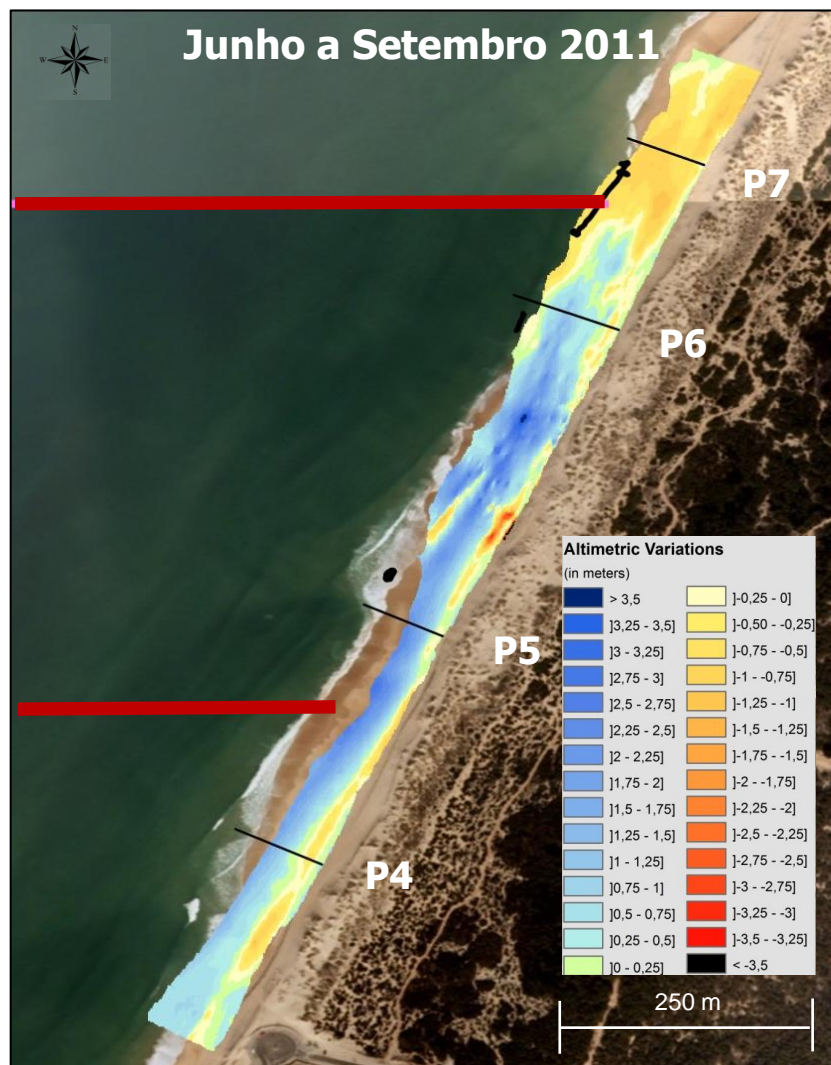 Junho a Setembro 2011
N
W
E
S
P7
P6
P5
P4
Altimetric Variations
(in meters)
> 3,5
]3,25 - 3,5]
]3 - 3,25]
]2,75 - 3]
]2,5 - 2,75]
]2,25 - 2,5]
]2 - 2,25]
]1,75 - 2]
]1,5 - 1,75]
]1,25 - 1,5]
]1 - 1,25]
]0,75 - 1]
]0,5 - 0,75]
]0,25 - 0,5]
]0 - 0,25]
]-0,25 - 0]
]-0,50 - -0,25]
]-0,75 - -0,5]
]-1 - -0,75]
]-1,25 - -1]
]-1,5 - -1,25]
]-1,75 - -1,5]
]-2 - -1,75]
]-2,25 - -2]
]-2,5 - -2,25]
]-2,75 - -2,5]
]-3 - -2,75]
]-3,25 - -3]
]-3,5 - -3,25]
< -3,5
250 m